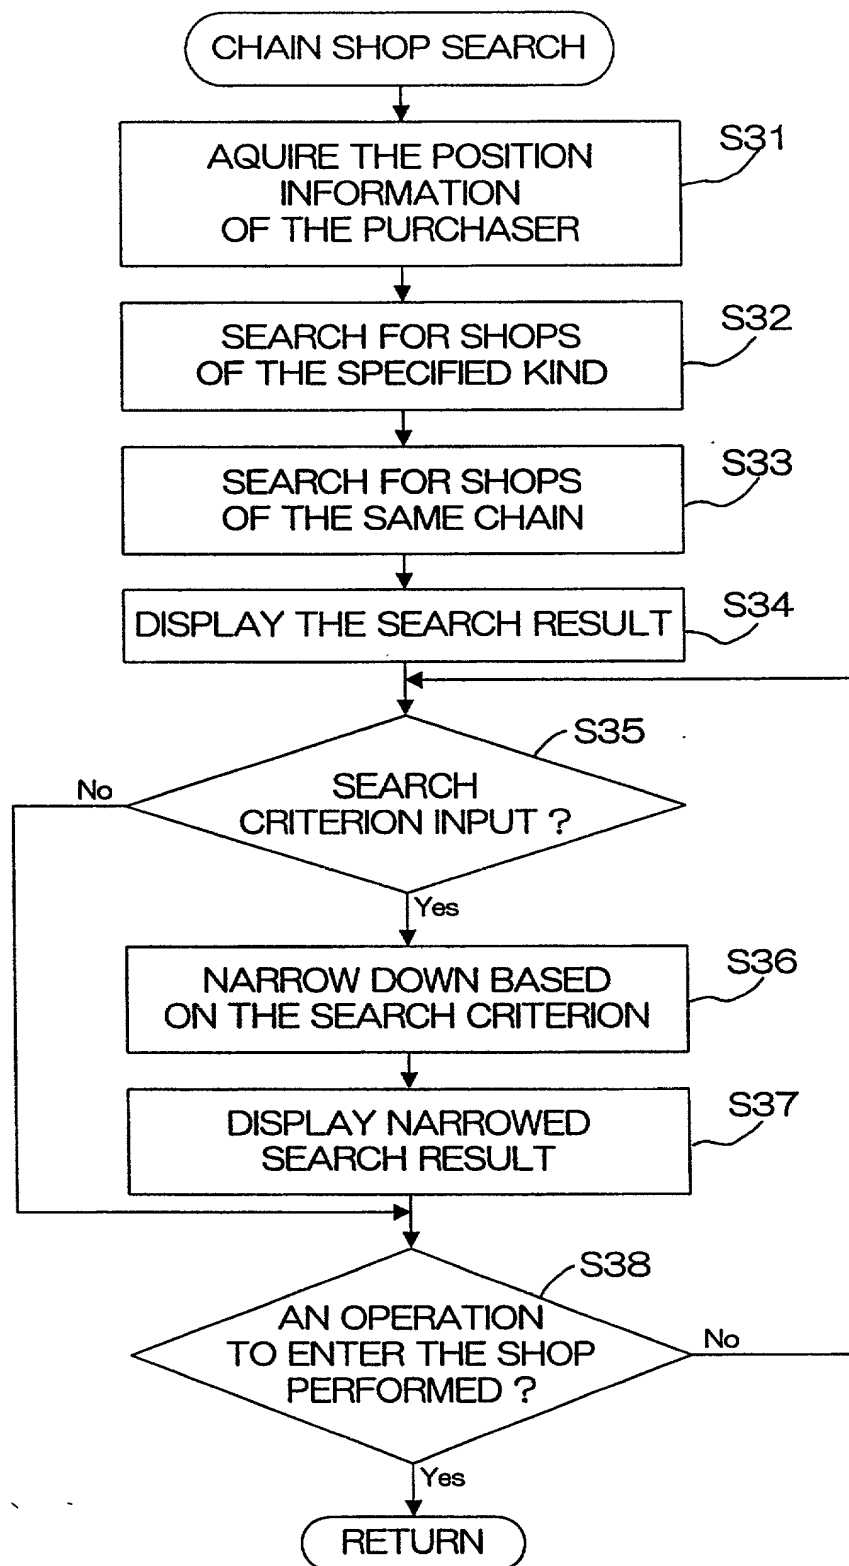 CHAIN SHOP SEARCH
S31
AQUIRE THE POSITION
INFORMATION
OF THE PURCHASER
S32
SEARCH FOR SHOPS
OF THE SPECIFIED KIND
S33
SEARCH FOR SHOPS
OF THE SAME CHAIN
S34
DISPLAY THE SEARCH RESULT
S35
No
SEARCH
CRITERION INPUT ?
Yes
S36
NARROW DOWN BASED
ON THE SEARCH CRITERION
S37
DISPLAY NARROWED
SEARCH RESULT
S38
AN OPERATION
TO ENTER THE SHOP
PERFORMED ?
No
Yes
RETURN